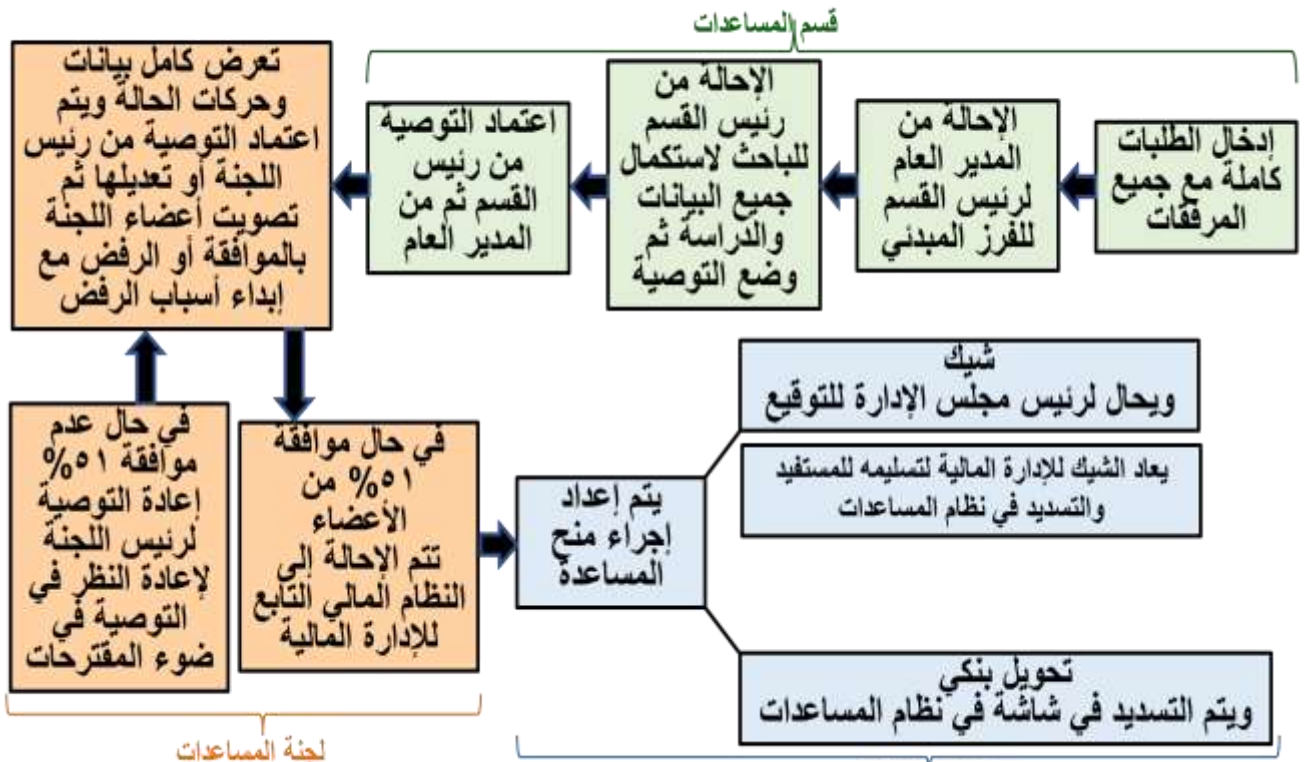 قسم المساعدات
إدخال الطلبات
كاملة مع جميع
المرفقات
الإحالة من
المدير العام
لرئيس القسم
للفرز المبدئي
الإحالة من
رئيس القسم
للباحث لاستكمال
جميع البيانات
والدراسة ثم
وضع التوصية
اعتماد التوصية
من رئيس
القسم ثم من
المدير العام
تعرض كامل بيانات
وحركات الحالة ويتم
اعتماد التوصية من رئيس
اللجنة أو تعديلها ثم
تصويت أعضاء اللجنة
بالموافقة أو الرفض مع
إبداء أسباب الرفض
في حال عدم
موافقة ٥١%
إعادة التوصية
لرئيس اللجنة
لإعادة النظر في
التوصية في
ضوء المقترحات
في حال موافقة
٥١% من
الأعضاء
تتم الإحالة إلى
النظام المالي التابع
للإدارة المالية
لجنة المساعدات
يتم إعداد
إجراء منح
المساعدة
شيك
ويحال لرئيس مجلس الإدارة للتوقيع
يعاد الشيك للإدارة المالية لتسليمه للمستفيد
والتسديد في نظام المساعدات
تحويل بنكي
ويتم التسديد في شاشة في نظام المساعدات